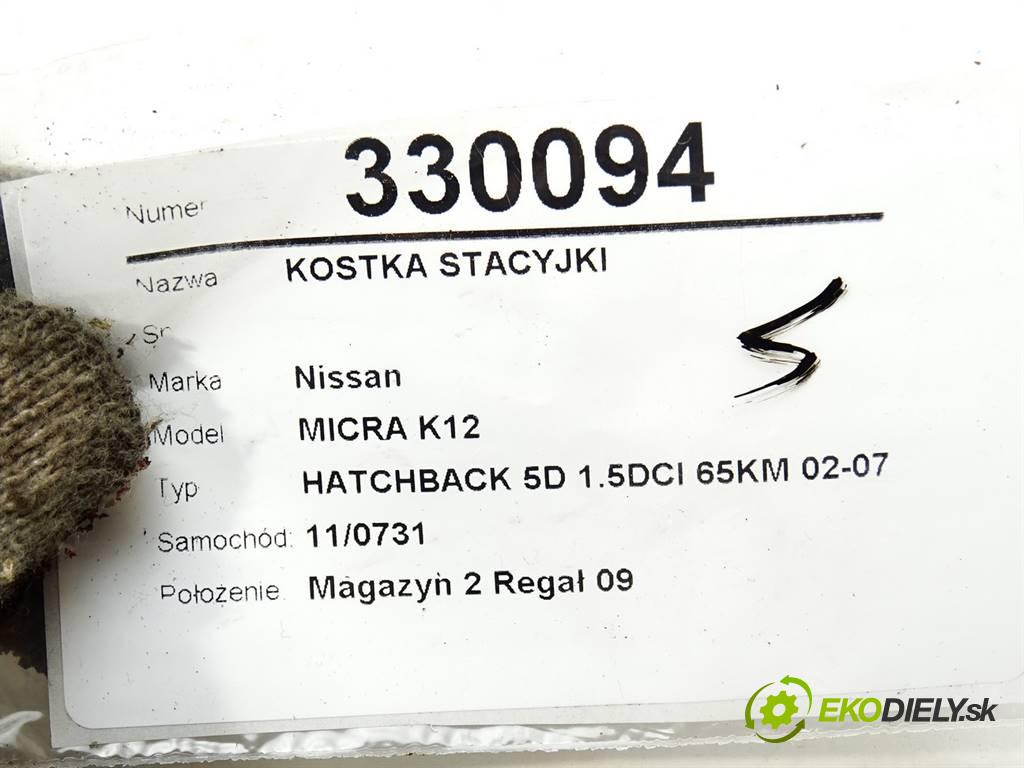 Numer 330094
Nazwa KOSTKA STACYJKI
Marka Nissan
Model MICRA K12
Typ HATCHBACK 5D 1.5DCI 65KM 02-07
Samochód: 11/0731
Położenie Magazyn 2 Regał 09
EKODIELY.sk